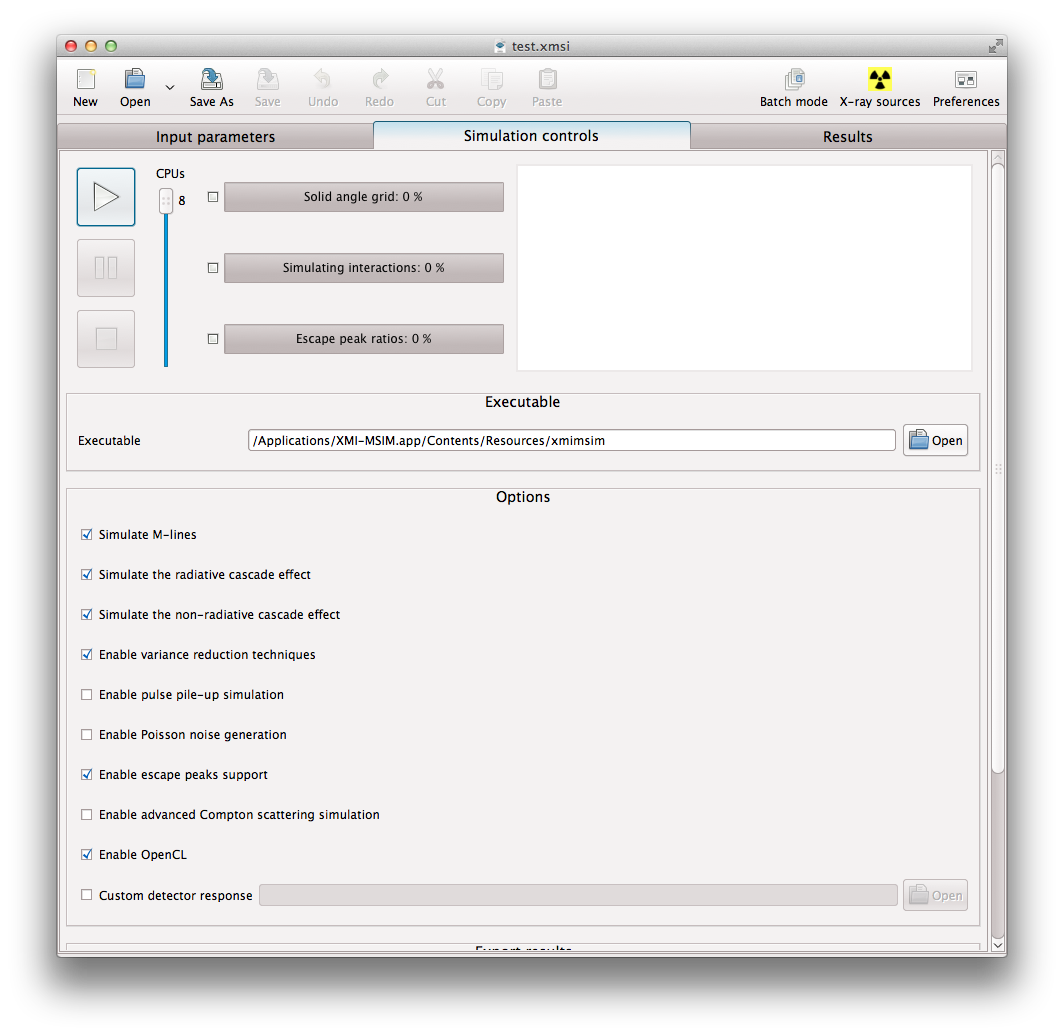 test.xmsi
New Open Save As Save Undo Redo Cut Copy Paste Batch mode X-ray sources Preferences
Input parameters Simulation controls Results
CPUs
8
Solid angle grid: 0 %
Simulating interactions: 0 %
Escape peak ratios: 0 %
Executable
Executable /Applications/XMI-MSIM.app/Contents/Resources/xmimsim Open
Options
Simulate M-lines
Simulate the radiative cascade effect
Simulate the non-radiative cascade effect
Enable variance reduction techniques
Enable pulse pile-up simulation
Enable Poisson noise generation
Enable escape peaks support
Enable advanced Compton scattering simulation
Enable OpenCL
Custom detector response Open
Export results